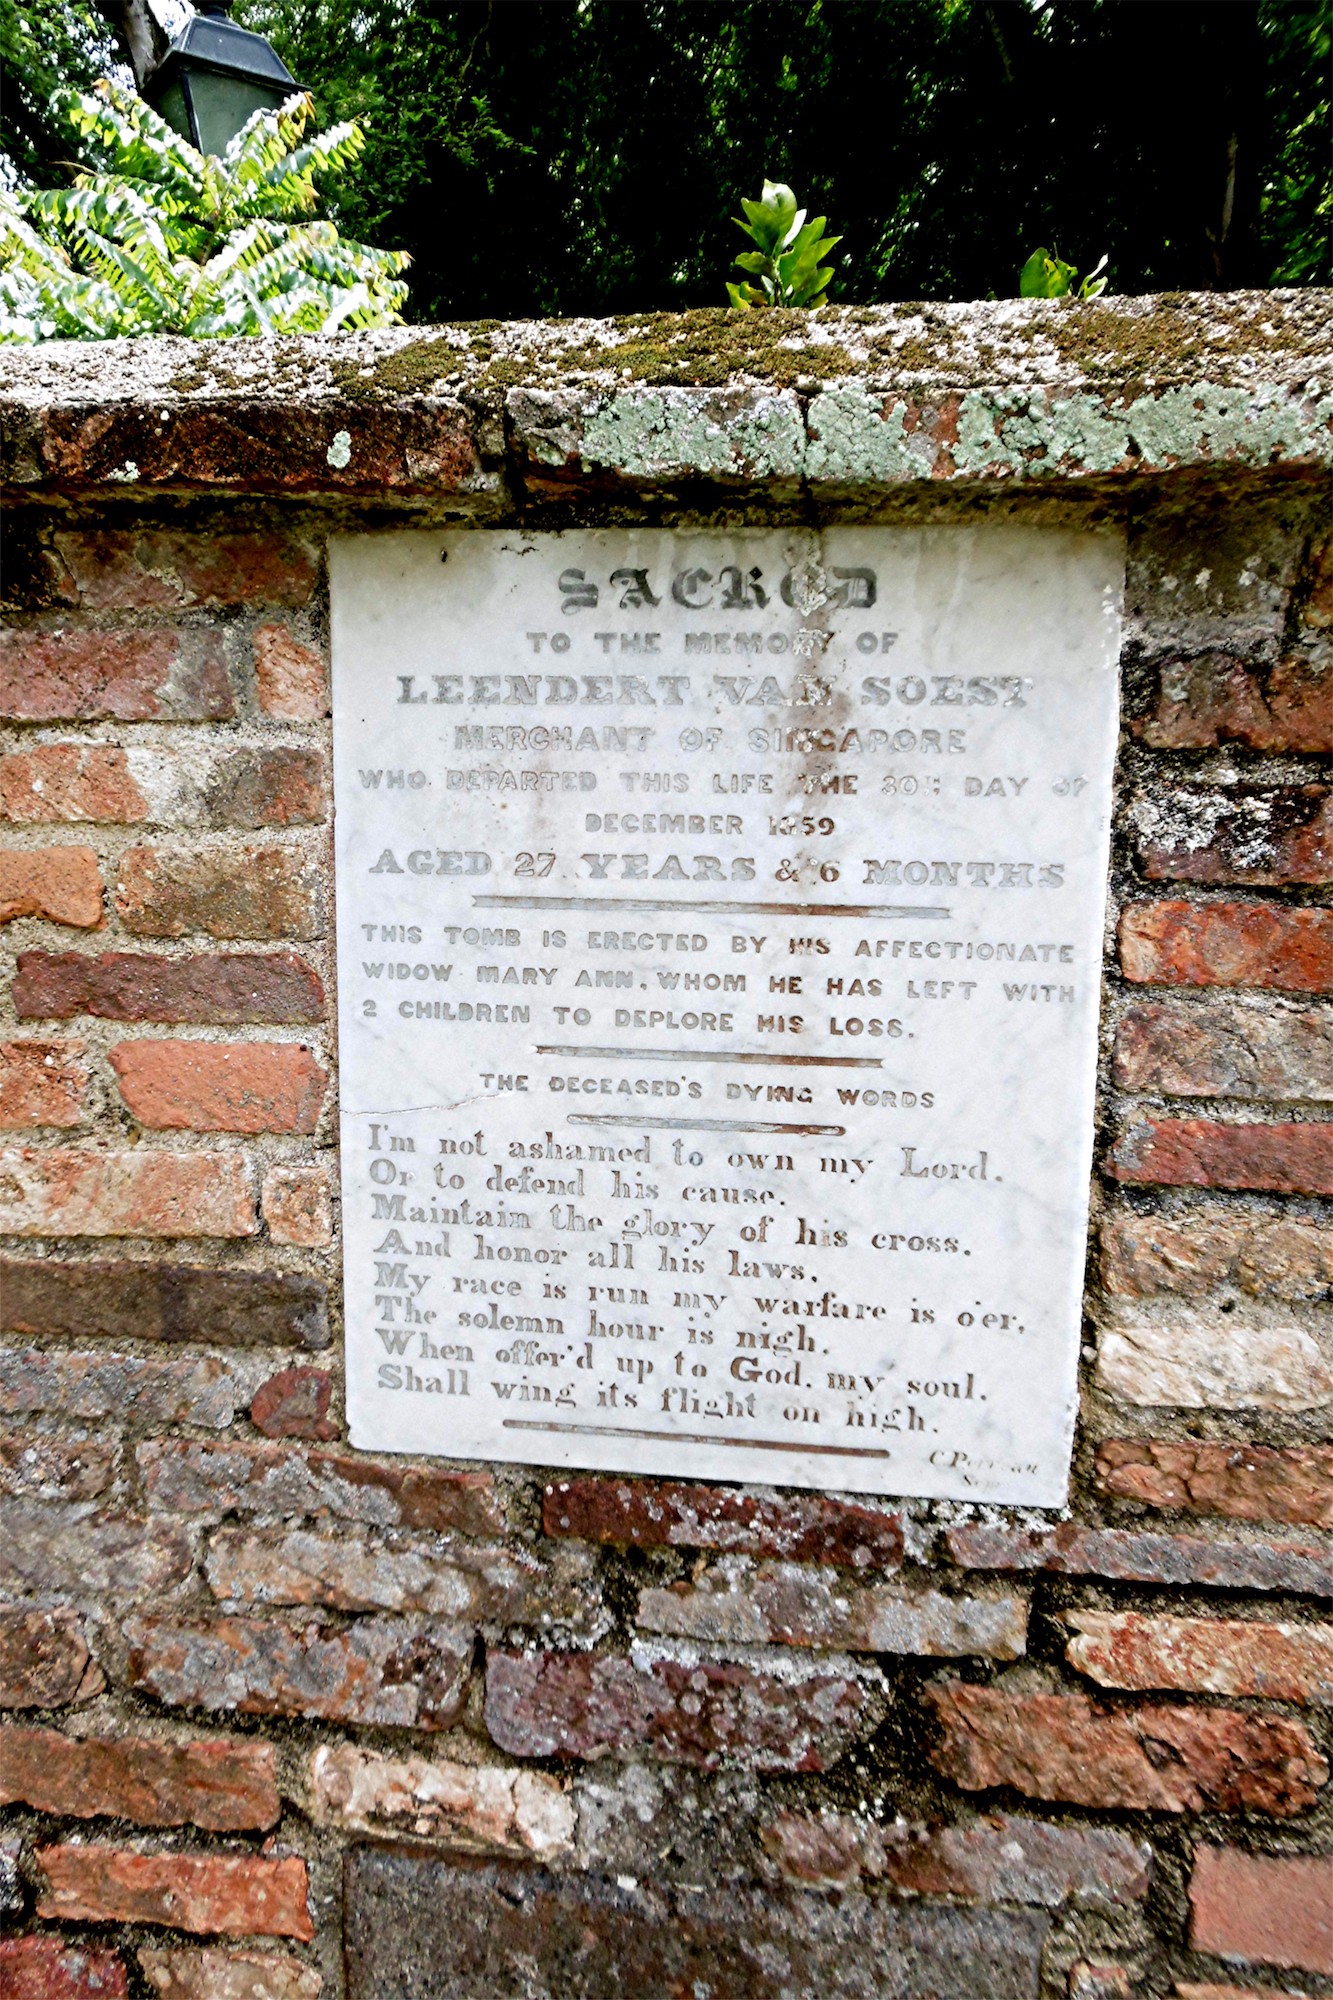 SACRED
TO THE MEMORY OF
LEENDERT VAN SOEST
MERCHANT OF SINGAPORE
WHO DEPARTED THIS LIFE THE 30TH DAY OF
DECEMBER 1859
AGED 27 YEARS & 6 MONTHS
THIS TOMB IS ERECTED BY HIS AFFECTIONATE
WIDOW MARY ANN, WHOM HE HAS LEFT WITH
2 CHILDREN TO DEPLORE HIS LOSS.
THE DECEASED'S DYING WORDS
I'm not ashamed to own my Lord.
Or to defend his cause.
Maintain the glory of his cross.
And honor all his laws.
My race is run my warfare is o'er,
The solemn hour is nigh.
When offer'd up to God, my soul.
Shall wing its flight on high.